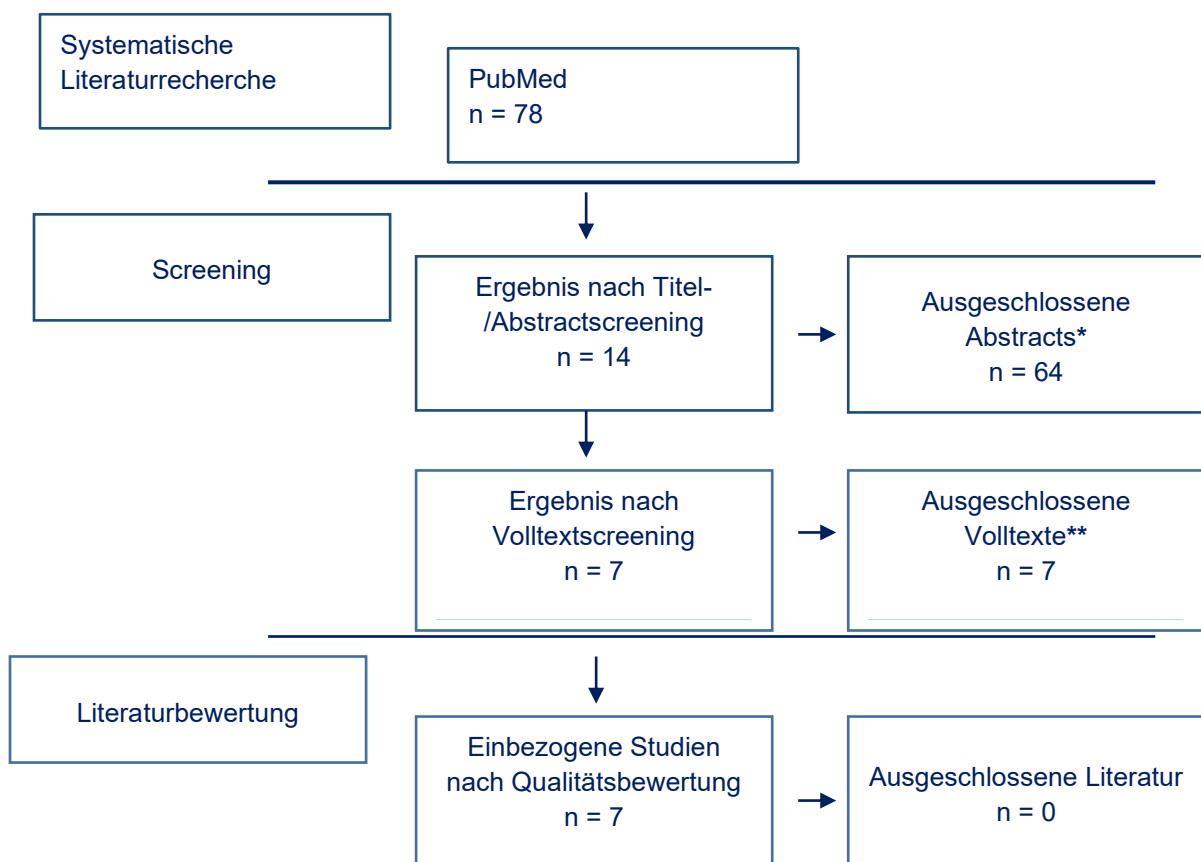 Systematische
Literaturrecherche
PubMed
n = 78
Screening
Ergebnis nach Titel-
/Abstractscreening
n = 14
Ausgeschlossene
Abstracts*
n = 64
Ergebnis nach
Volltextscreening
n = 7
Ausgeschlossene
Volltexte**
n = 7
Literaturbewertung
Einbezogene Studien
nach Qualitätsbewertung
n = 7
Ausgeschlossene Literatur
n = 0